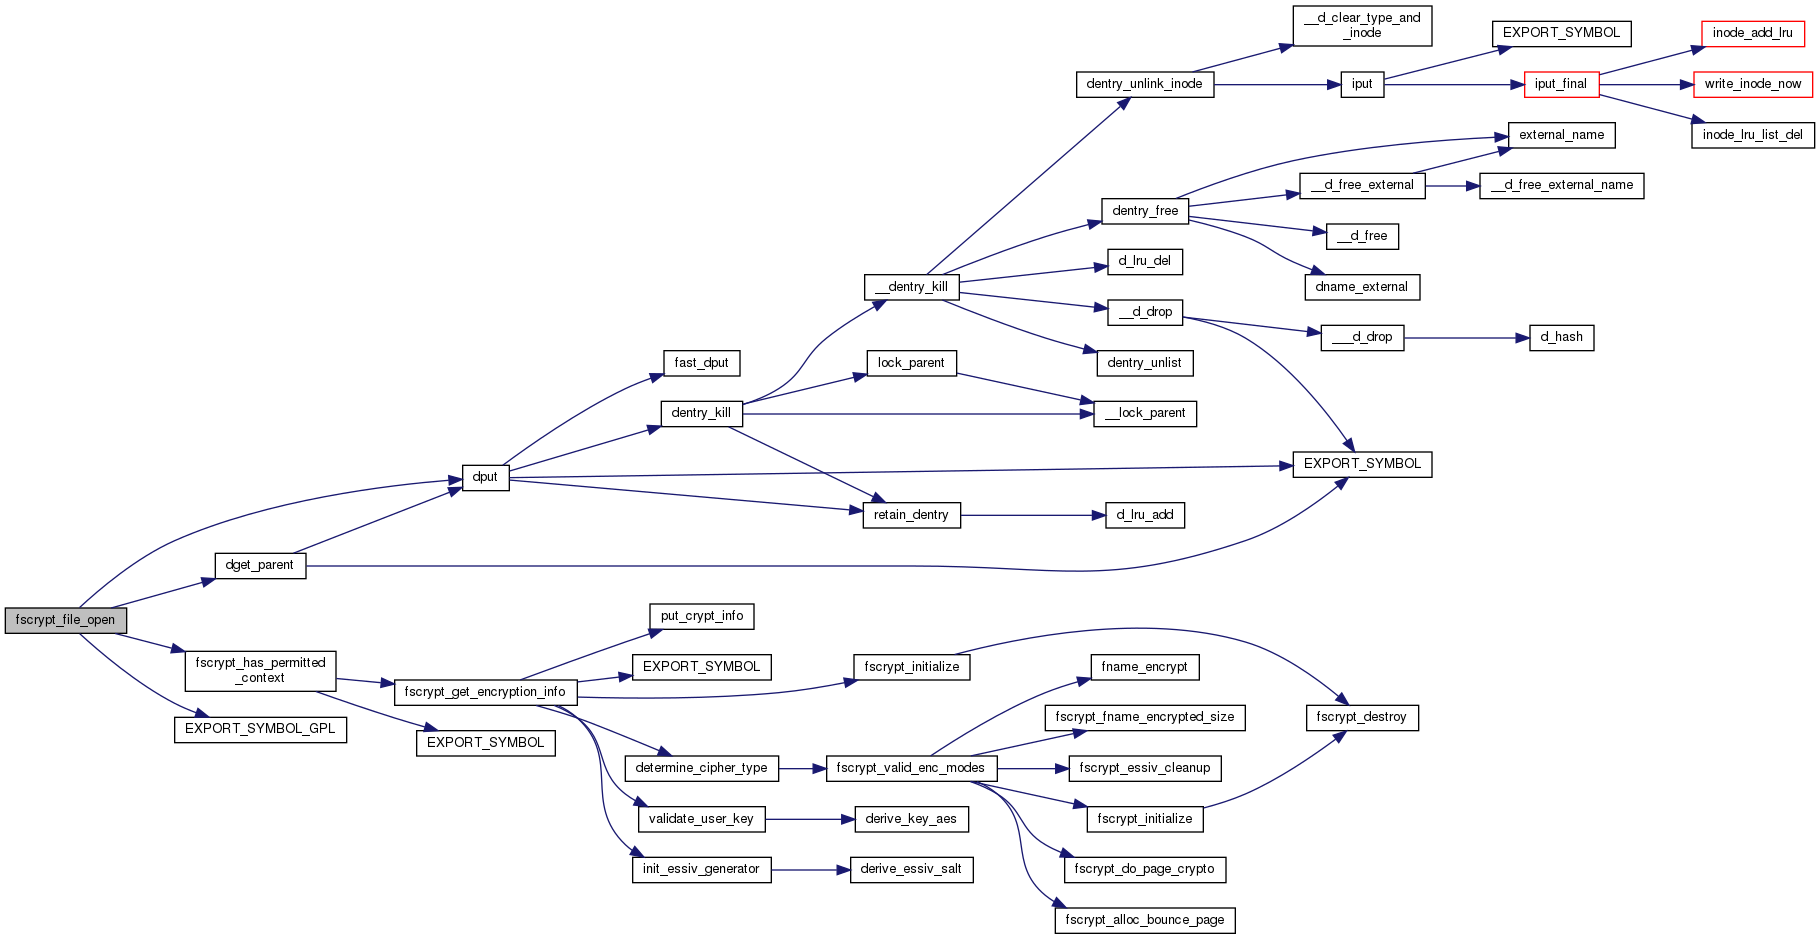 __d_clear_type_and
_inode
EXPORT_SYMBOL
inode_add_lru
dentry_unlink_inode
iput
iput_final
write_inode_now
external_name
inode_lru_list_del
__d_free_external
__d_free_external_name
dentry_free
__d_free
d_lru_del
__dentry_kill
dname_external
__d_drop
___d_drop
d_hash
fast_dput
lock_parent
dentry_unlist
dentry_kill
__lock_parent
dput
EXPORT_SYMBOL
retain_dentry
d_lru_add
dget_parent
fscrypt_file_open
put_crypt_info
fscrypt_has_permitted
_context
EXPORT_SYMBOL
fscrypt_initialize
fname_encrypt
fscrypt_get_encryption_info
fscrypt_fname_encrypted_size
fscrypt_destroy
EXPORT_SYMBOL_GPL
EXPORT_SYMBOL
determine_cipher_type
fscrypt_valid_enc_modes
fscrypt_essiv_cleanup
validate_user_key
derive_key_aes
fscrypt_initialize
init_essiv_generator
derive_essiv_salt
fscrypt_do_page_crypto
fscrypt_alloc_bounce_page